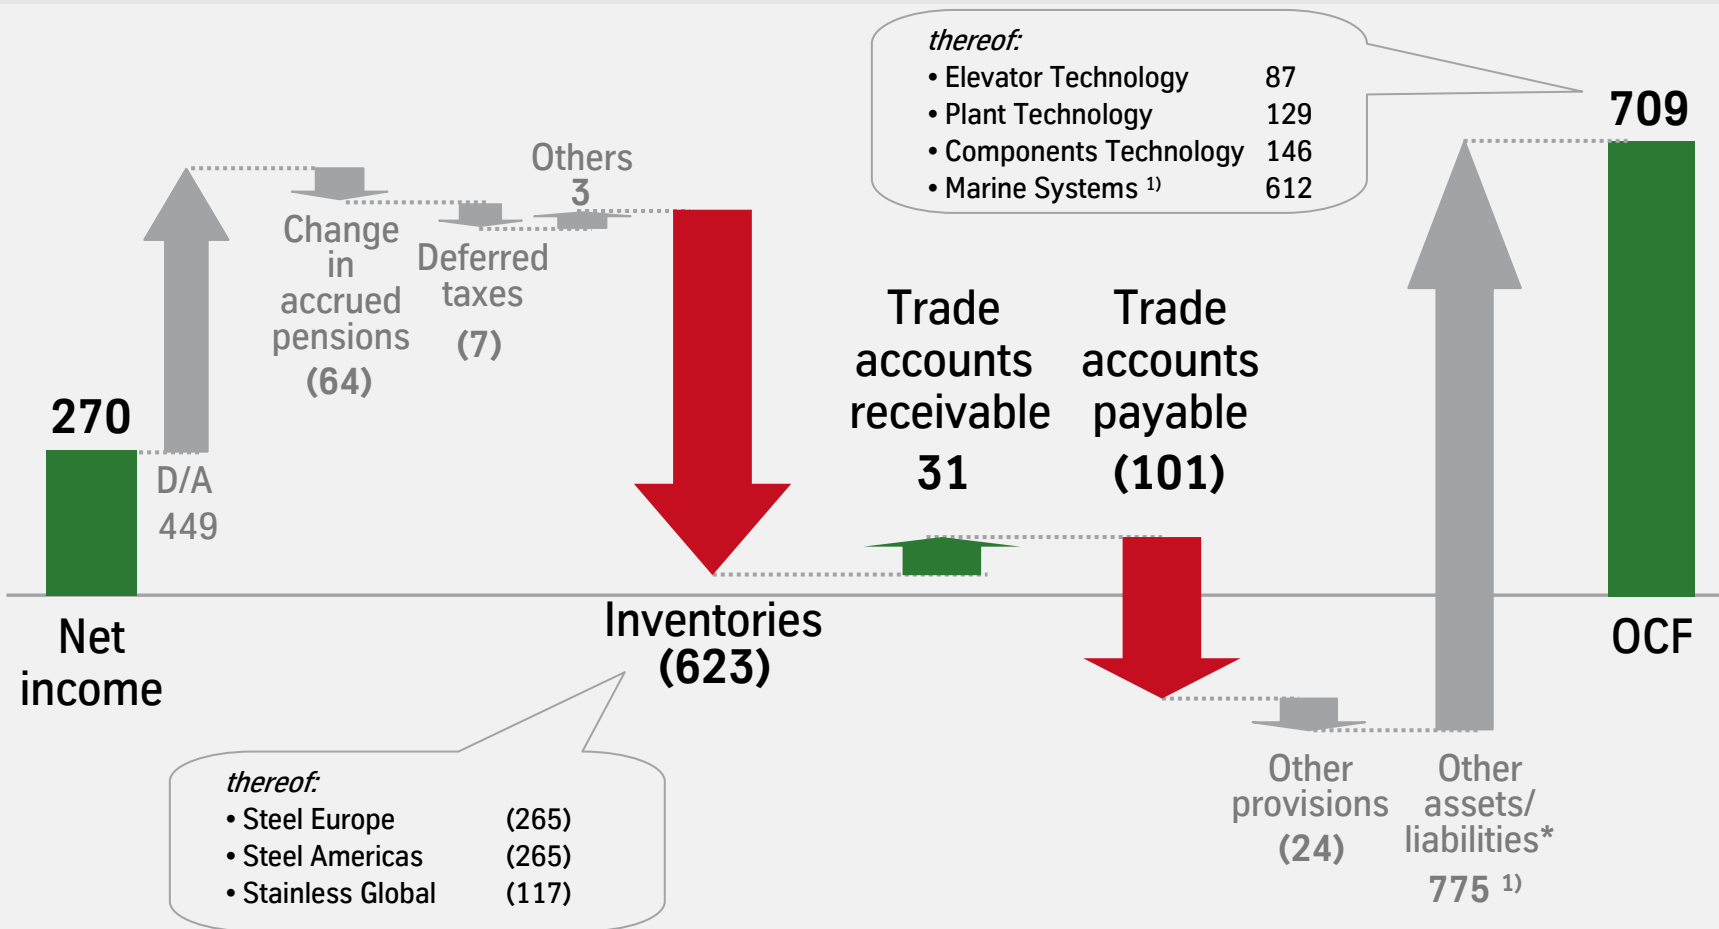 thereof:
• Elevator Technology 87
• Plant Technology 129
• Components Technology 146
• Marine Systems 1) 612
709
Others
3
Change
in
accrued
pensions
(64)
Deferred
taxes
(7)
270
D/A
449
Trade
accounts
receivable
31
Trade
accounts
payable
(101)
Net
income
Inventories
(623)
OCF
thereof:
• Steel Europe (265)
• Steel Americas (265)
• Stainless Global (117)
Other
provisions
(24)
Other
assets/
liabilities*
775 1)